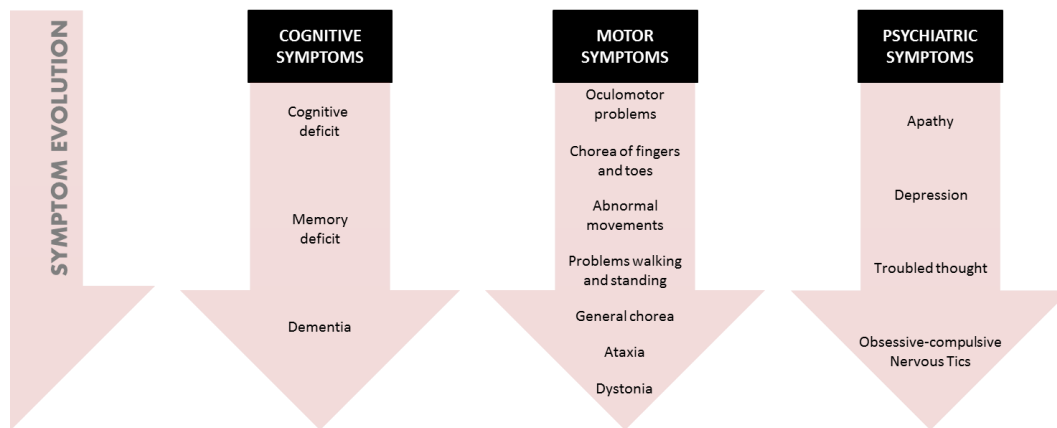 SYMPTOM EVOLUTION
COGNITIVE
SYMPTOMS
Cognitive
deficit
Memory
deficit
Dementia
MOTOR
SYMPTOMS
Oculomotor
problems
Chorea of fingers
and toes
Abnormal
movements
Problems walking
and standing
General chorea
Ataxia
Dystonia
PSYCHIATRIC
SYMPTOMS
Apathy
Depression
Troubled thought
Obsessive-compulsive
Nervous Tics